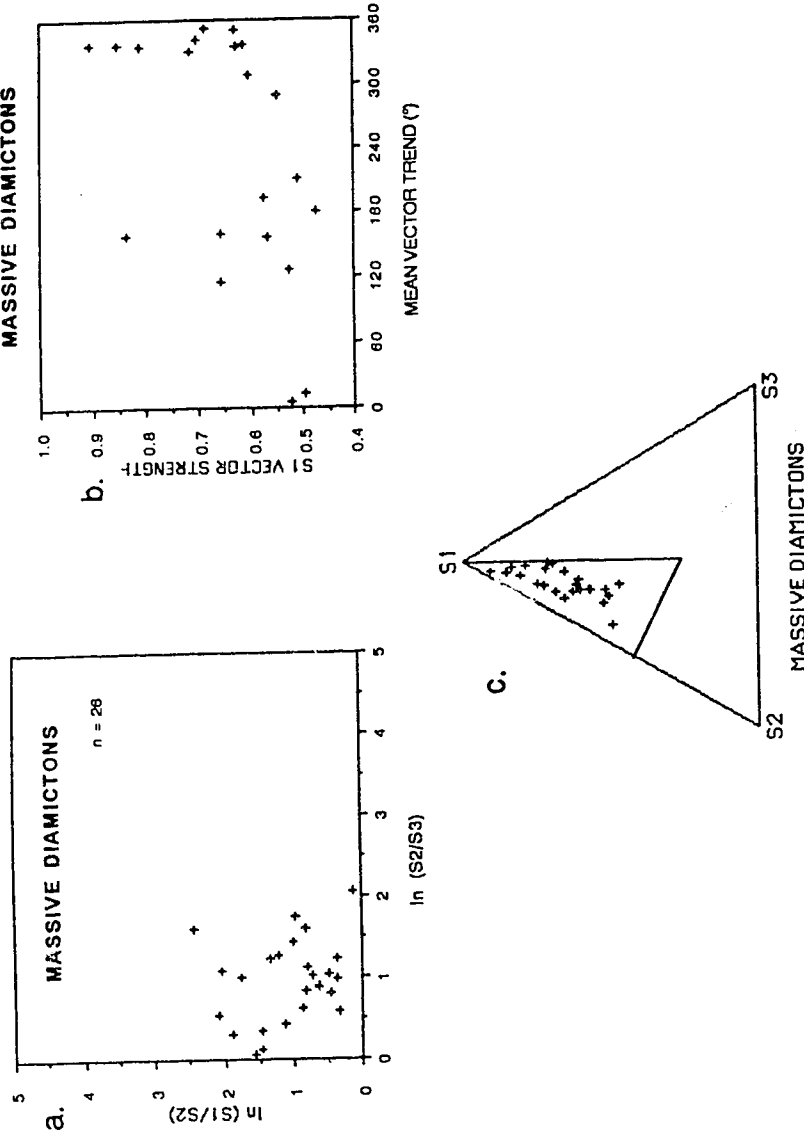 a.
MASSIVE DIAMICTONS
n = 26
ln (S1/S2)
5
4
3
2
1
0
0
1
2
3
4
5
ln (S2/S3)
b.
MASSIVE DIAMICTONS
S1 VECTOR STRENGTH
1.0
0.9
0.8
0.7
0.6
0.5
0.4
0
60
120
180
240
300
360
MEAN VECTOR TREND (°)
c.
S1
S2
S3
MASSIVE DIAMICTONS